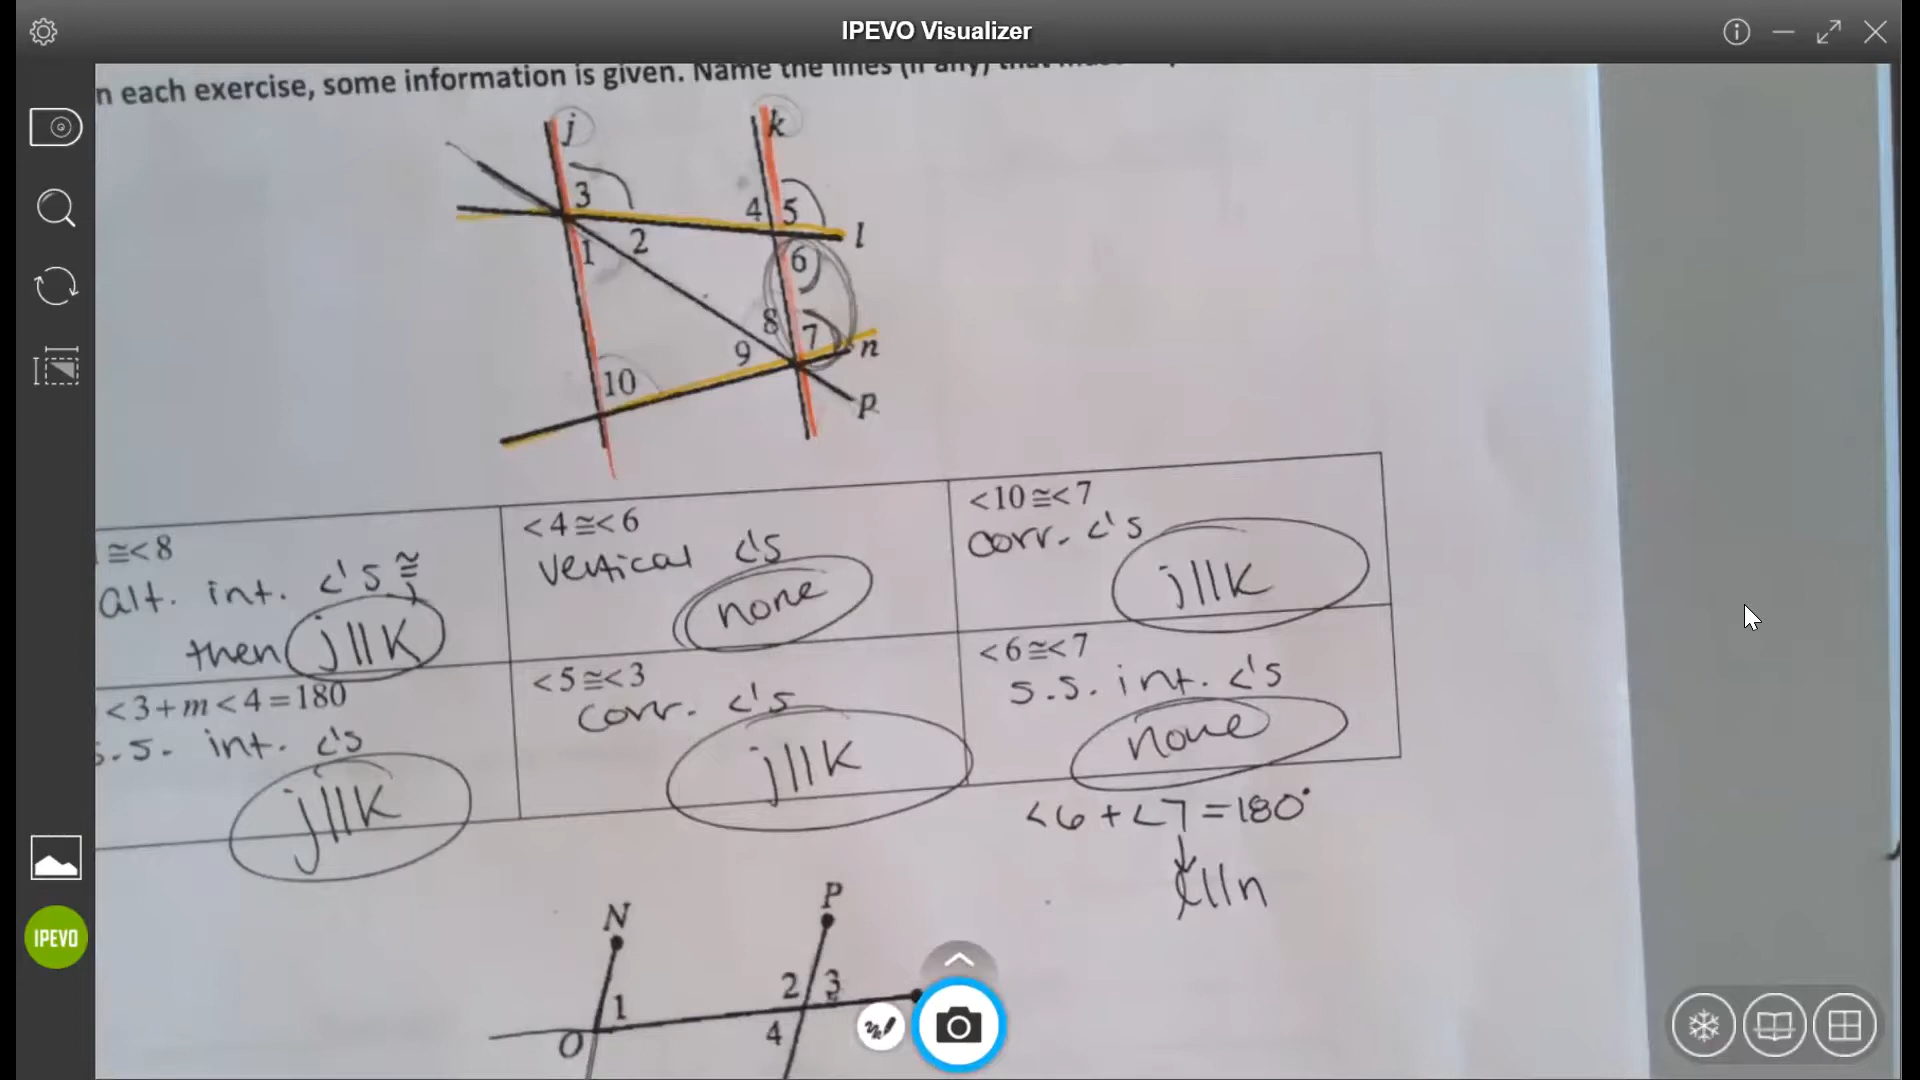 IPEVO Visualizer
n each exercise, some information is given. Name the lines (if any) that
j
k
3
4 5
l
1 2
6
8 7
9
n
10
p
≅<8
alt. int. <'s ≅
then j||k
<4≅<6
vertical <'s
none
<10≅<7
corr. <'s
j||k
<3+m<4=180
s.s. int. <'s
j||k
<5≅<3
corr. <'s
j||k
<6≅<7
s.s. int. <'s
none
<6 + <7 = 180°
l||n
N
P
1
2 3
O
4
IPEVO